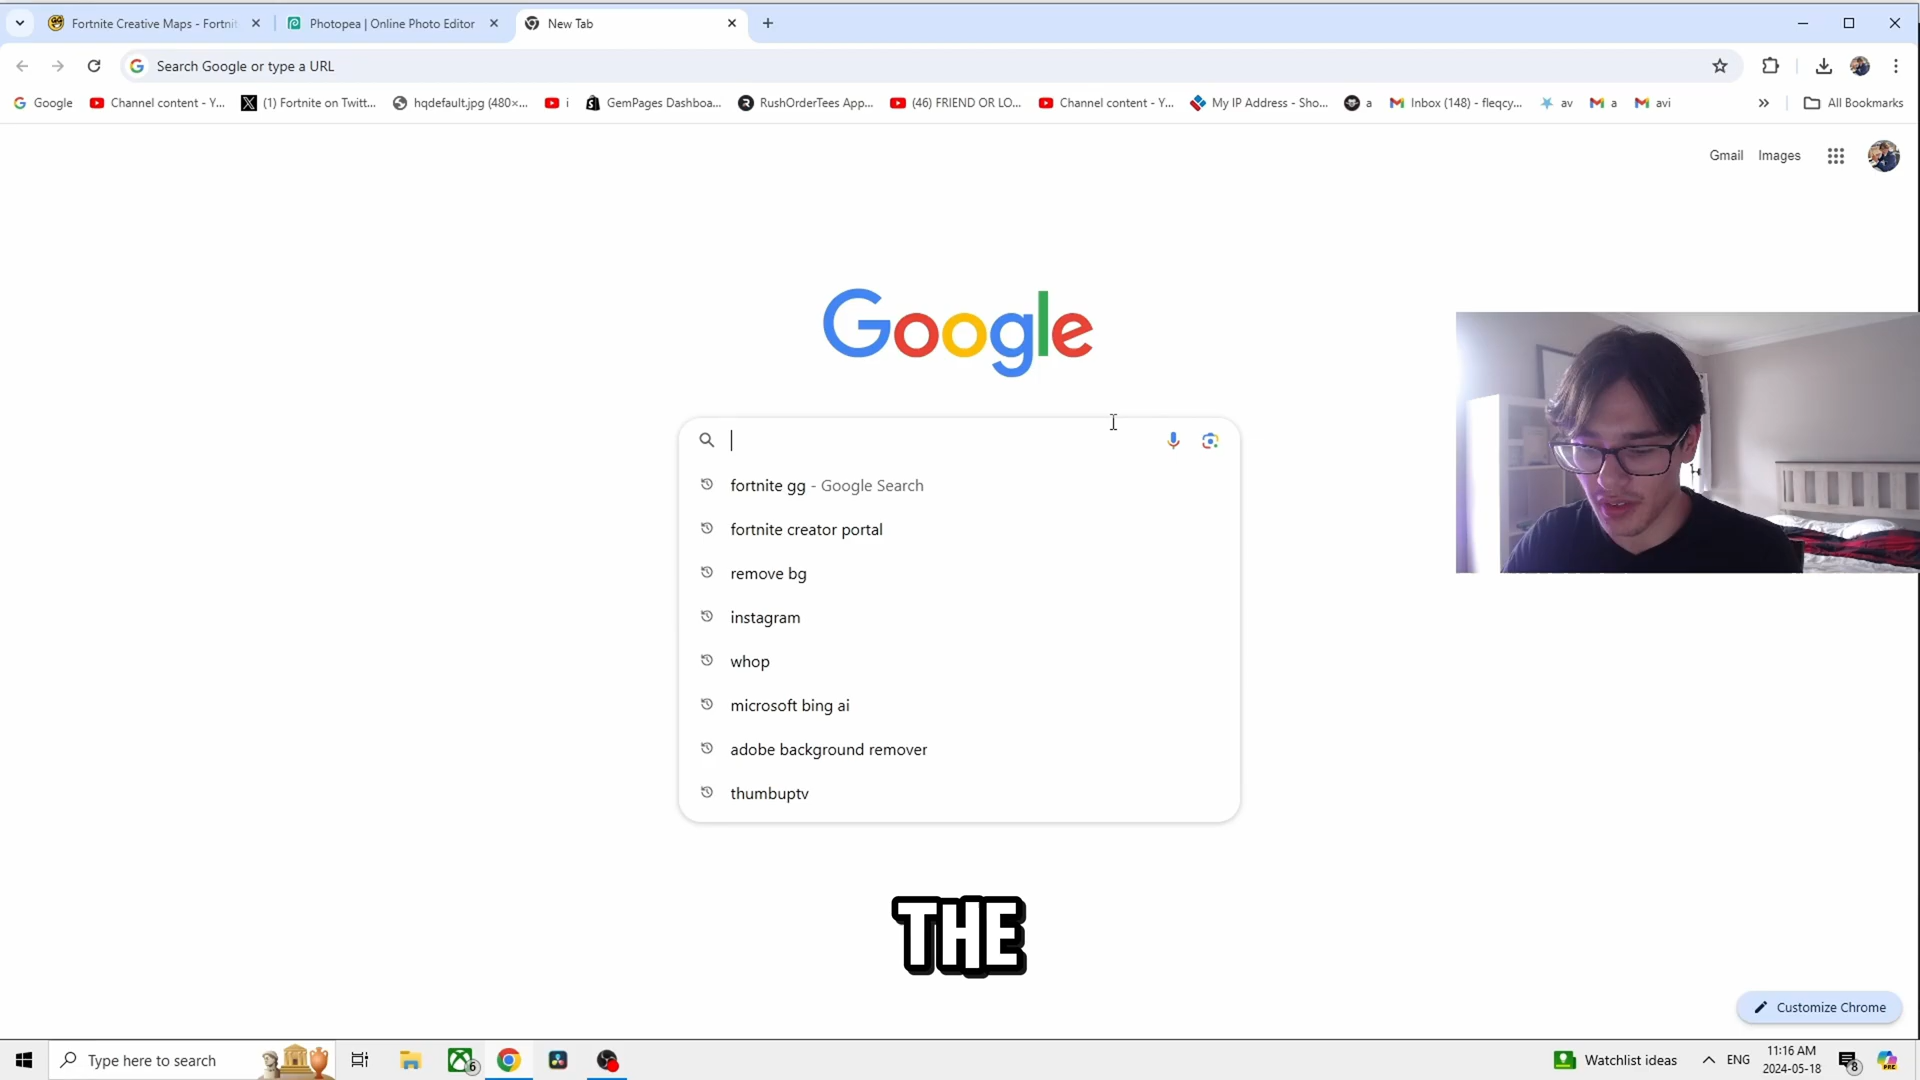 Fortnite Creative Maps - Fortnit
Photopea | Online Photo Editor
New Tab
Search Google or type a URL
Google
Channel content - Y...
(1) Fortnite on Twitt...
hqdefault.jpg (480×...
i
GemPages Dashboa...
RushOrderTees App...
(46) FRIEND OR LO...
Channel content - Y...
My IP Address - Sho...
a
Inbox (148) - fleqcy...
av
a
avi
All Bookmarks
Gmail
Images
Google
fortnite gg - Google Search
fortnite creator portal
remove bg
instagram
whop
microsoft bing ai
adobe background remover
thumbuptv
THE
Customize Chrome
Type here to search
6
Watchlist ideas
ENG
11:16 AM
2024-05-18
8
PRE